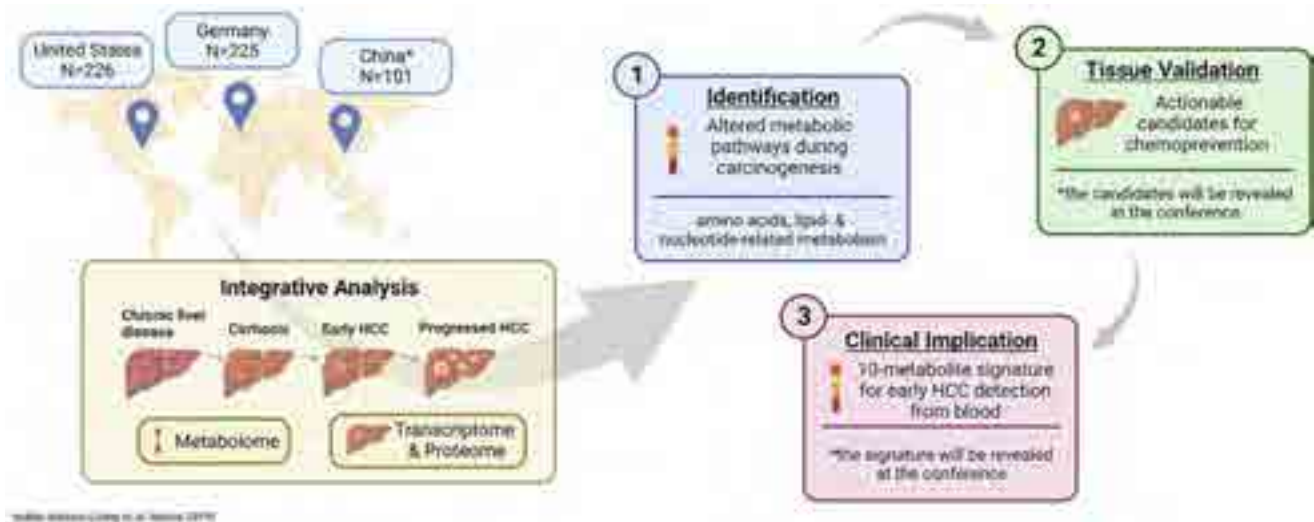 United States
N=226
Germany
N=225
China*
N=101
Integrative Analysis
Chronic liver
disease
Cirrhosis
Early HCC
Progressed HCC
Metabolome
Transcriptome
& Proteome
1
Identification
Altered metabolic
pathways during
carcinogenesis
amino acids, lipid- &
nucleotide-related metabolism
2
Tissue Validation
Actionable
candidates for
chemoprevention
*the candidates will be revealed
at the conference
3
Clinical Implication
10-metabolite signature
for early HCC detection
from blood
*the signature will be revealed
at the conference